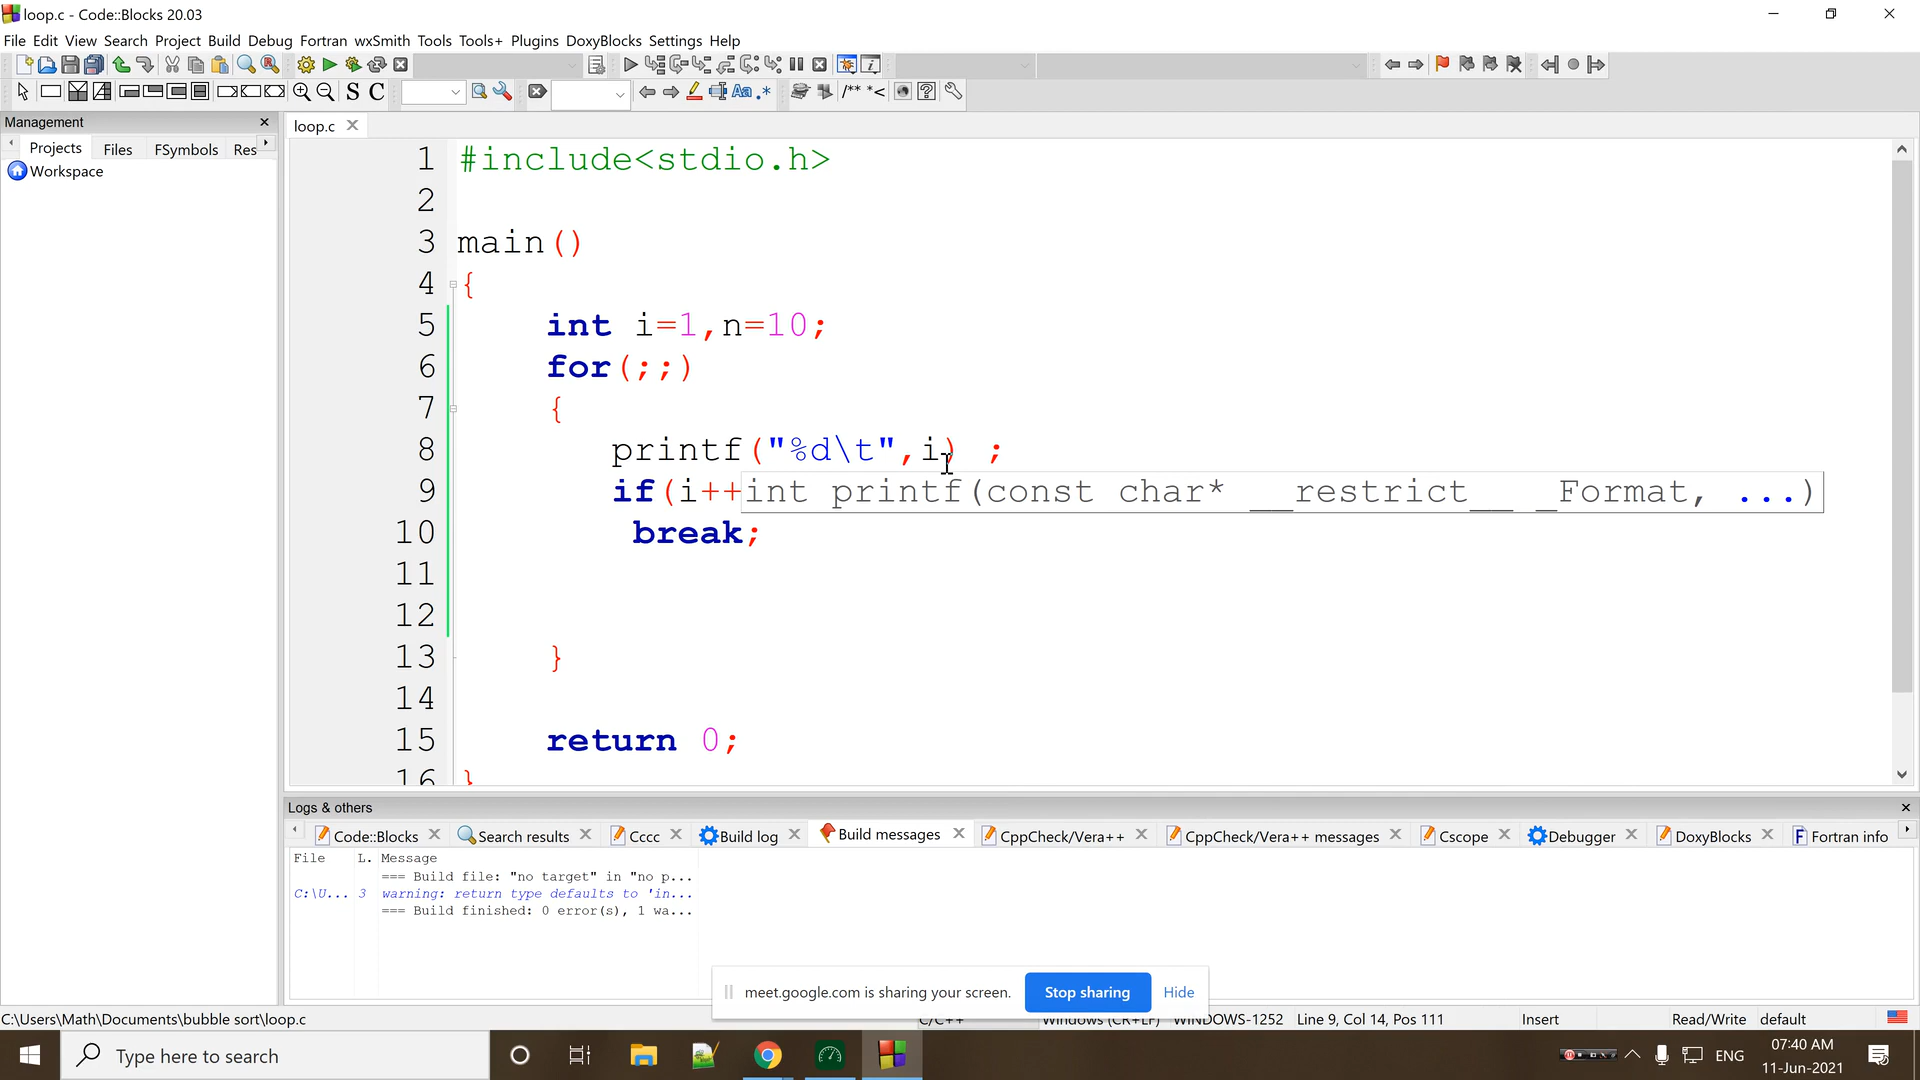 loop.c - Code::Blocks 20.03
File Edit View Search Project Build Debug Fortran wxSmith Tools Tools+ Plugins DoxyBlocks Settings Help
S C
Aa .* /** *<
Management
Projects Files FSymbols Res
Workspace
loop.c
1 #include<stdio.h>
2
3 main()
4 {
5 int i=1,n=10;
6 for(;;)
7 {
8 printf("%d\t",i) ;
9 if(i++
int printf(const char* __restrict__ _Format, ...)
10 break;
11
12
13 }
14
15 return 0;
16 }
Logs & others
Code::Blocks Search results Cccc Build log Build messages CppCheck/Vera++ CppCheck/Vera++ messages Cscope Debugger DoxyBlocks Fortran info
File L. Message
=== Build file: "no target" in "no p...
C:\U... 3 warning: return type defaults to 'in...
=== Build finished: 0 error(s), 1 wa...
meet.google.com is sharing your screen. Stop sharing Hide
C:\Users\Math\Documents\bubble sort\loop.c C/C++ Windows (CR+LF) WINDOWS-1252 Line 9, Col 14, Pos 111 Insert Read/Write default
Type here to search
ENG
07:40 AM
11-Jun-2021